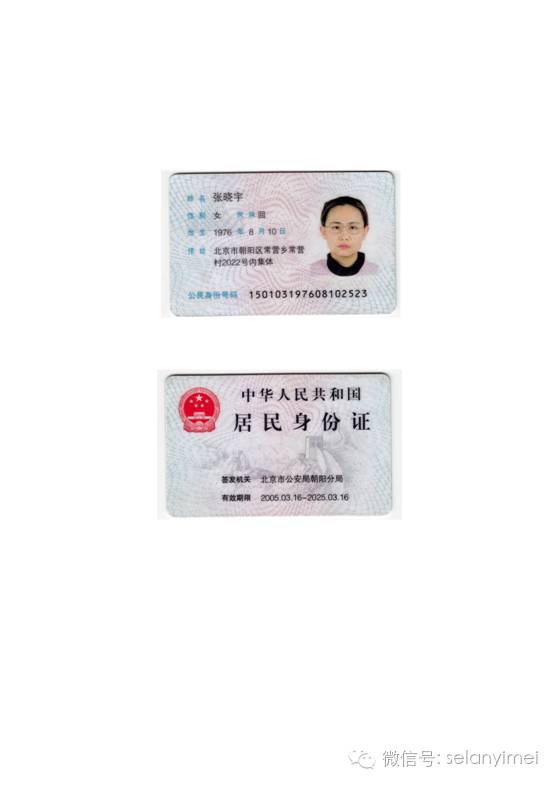 姓名 张晓宇
性别 女 民族 回
出生 1976 年 8 月 10 日
住址 北京市朝阳区常营乡常营
村2022号内集体
公民身份号码 150103197608102523
中华人民共和国
居民身份证
签发机关 北京市公安局朝阳分局
有效期限 2005.03.16-2025.03.16
微信号: selanyimei